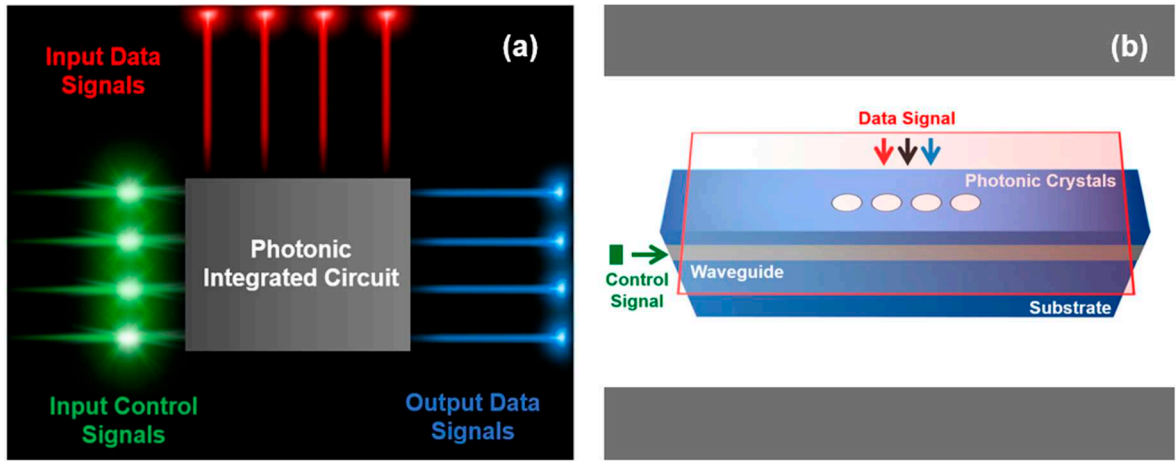 (a)
Input Data
Signals
Photonic
Integrated Circuit
Input Control
Signals
Output Data
Signals
(b)
Data Signal
Photonic Crystals
Waveguide
Control
Signal
Substrate